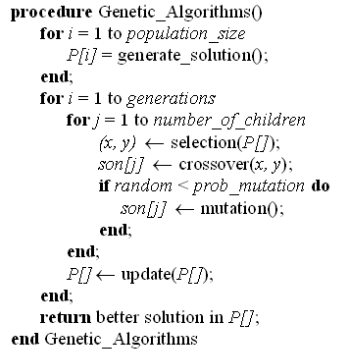 procedure Genetic_Algorithms()
for i = 1 to population_size
P[i] = generate_solution();
end;
for i = 1 to generations
for j = 1 to number_of_children
(x, y) ← selection(P[]);
son[j] ← crossover(x, y);
if random < prob_mutation do
son[j] ← mutation();
end;
end;
P[] ← update(P[]);
end;
return better solution in P[];
end Genetic_Algorithms